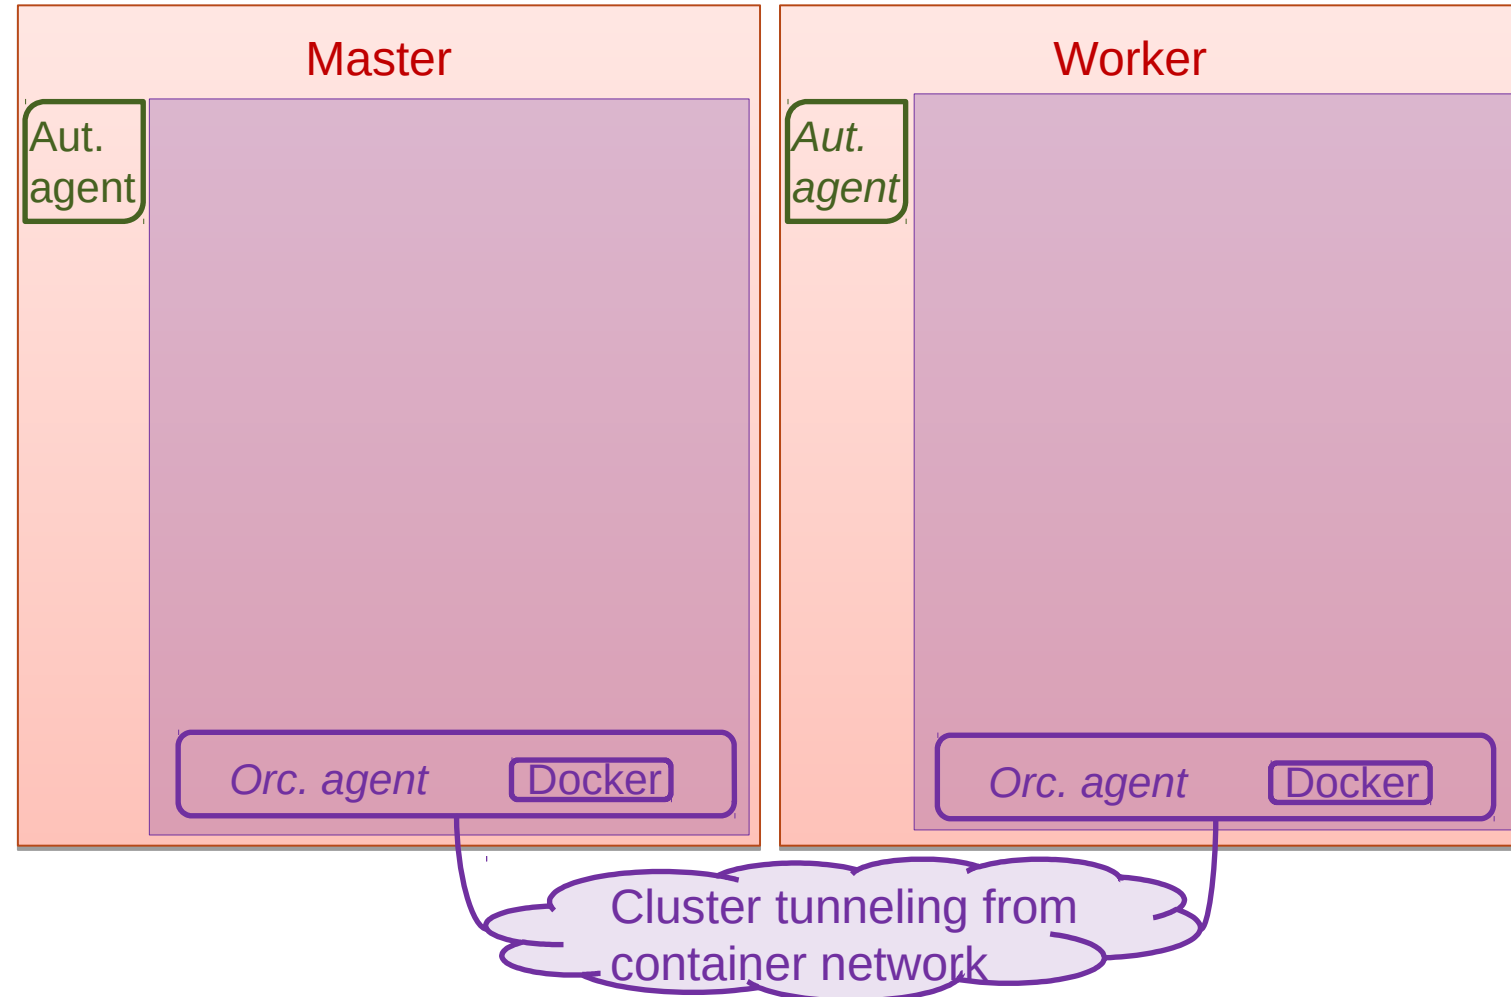 Master
Worker
Aut.
agent
Aut.
agent
Orc. agent
Docker
Orc. agent
Docker
Cluster tunneling from
container network